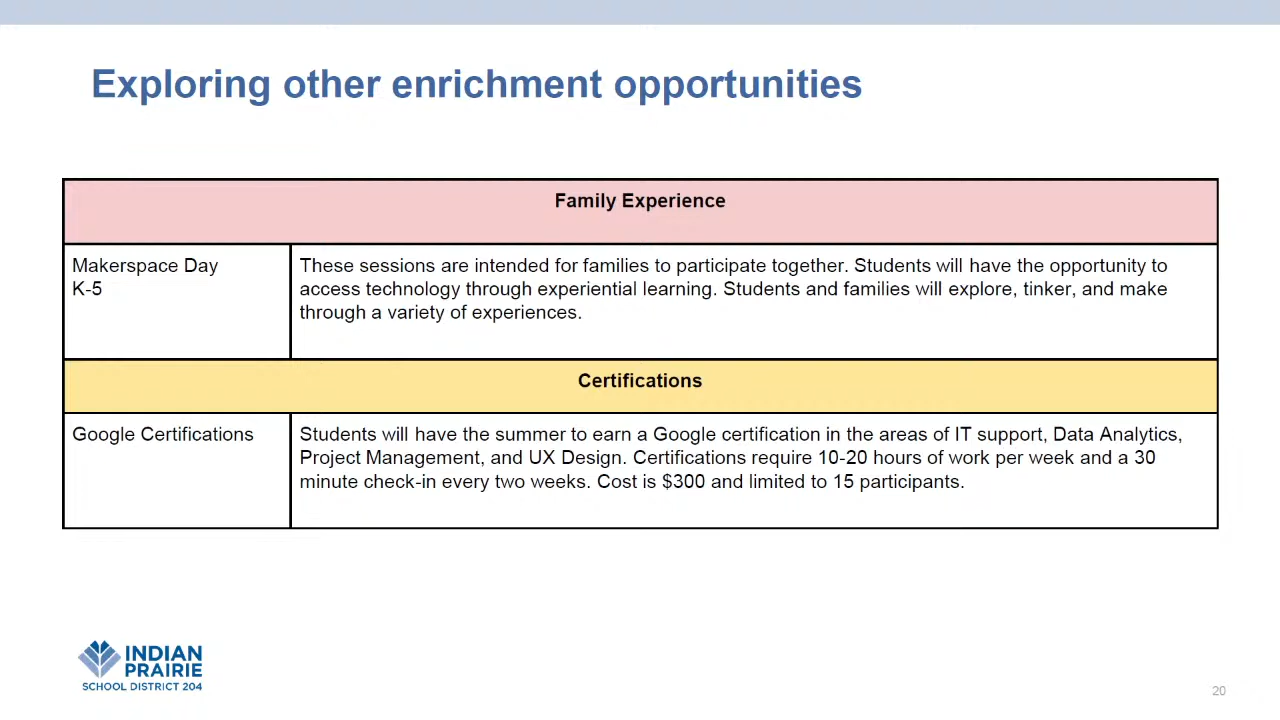 Exploring other enrichment opportunities
Family Experience
Makerspace Day
K-5
These sessions are intended for families to participate together. Students will have the opportunity to
access technology through experiential learning. Students and families will explore, tinker, and make
through a variety of experiences.
Certifications
Google Certifications
Students will have the summer to earn a Google certification in the areas of IT support, Data Analytics,
Project Management, and UX Design. Certifications require 10-20 hours of work per week and a 30
minute check-in every two weeks. Cost is $300 and limited to 15 participants.
INDIAN
PRAIRIE
SCHOOL DISTRICT 204
20